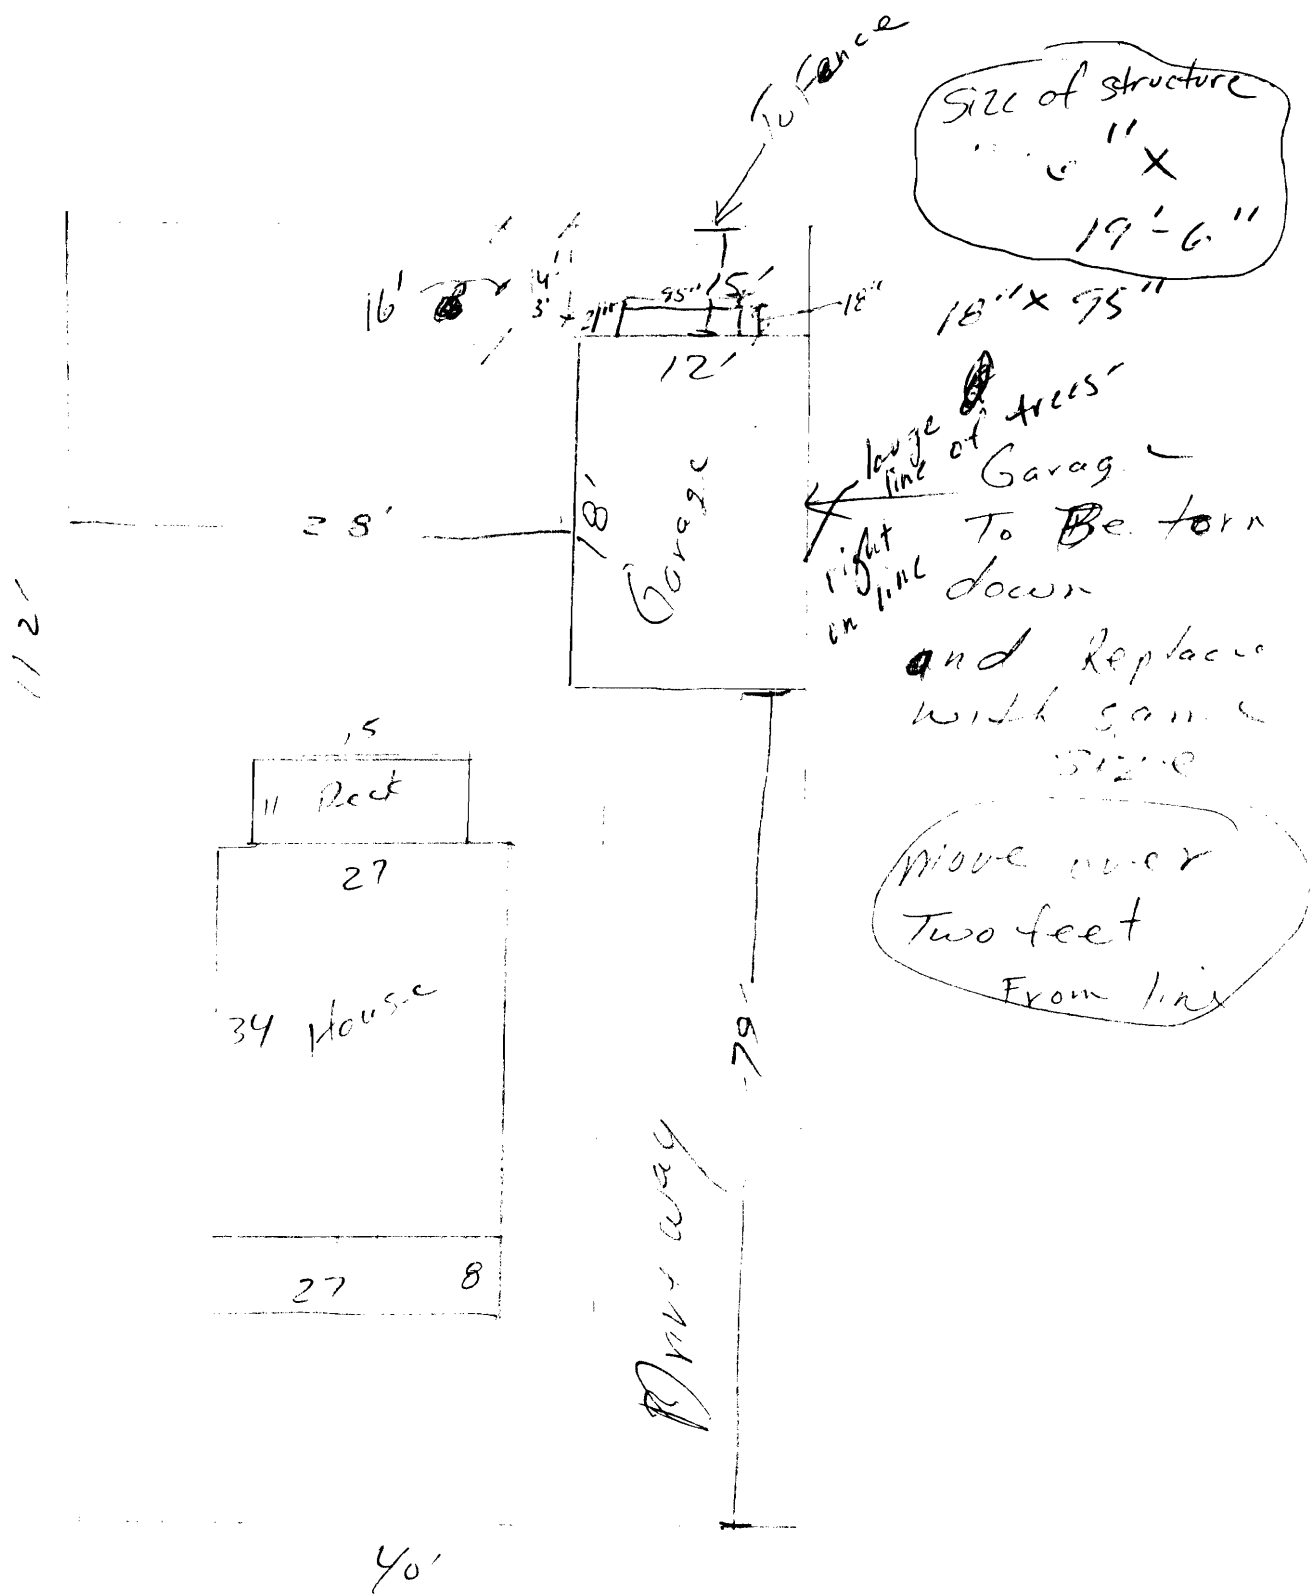 To Fence
Size of structure
" X
19'-6"
16'
4'
3'
21"
95"
15'
18"
18" x 95"
12'
large
line of trees
right
on line
Garage
18'
28'
112'
Garage
To Be torn
down
and Replace
with same
size
Move over
Two feet
From line
15
11 Deck
27
34 House
27 8
79'
Driveway
40'